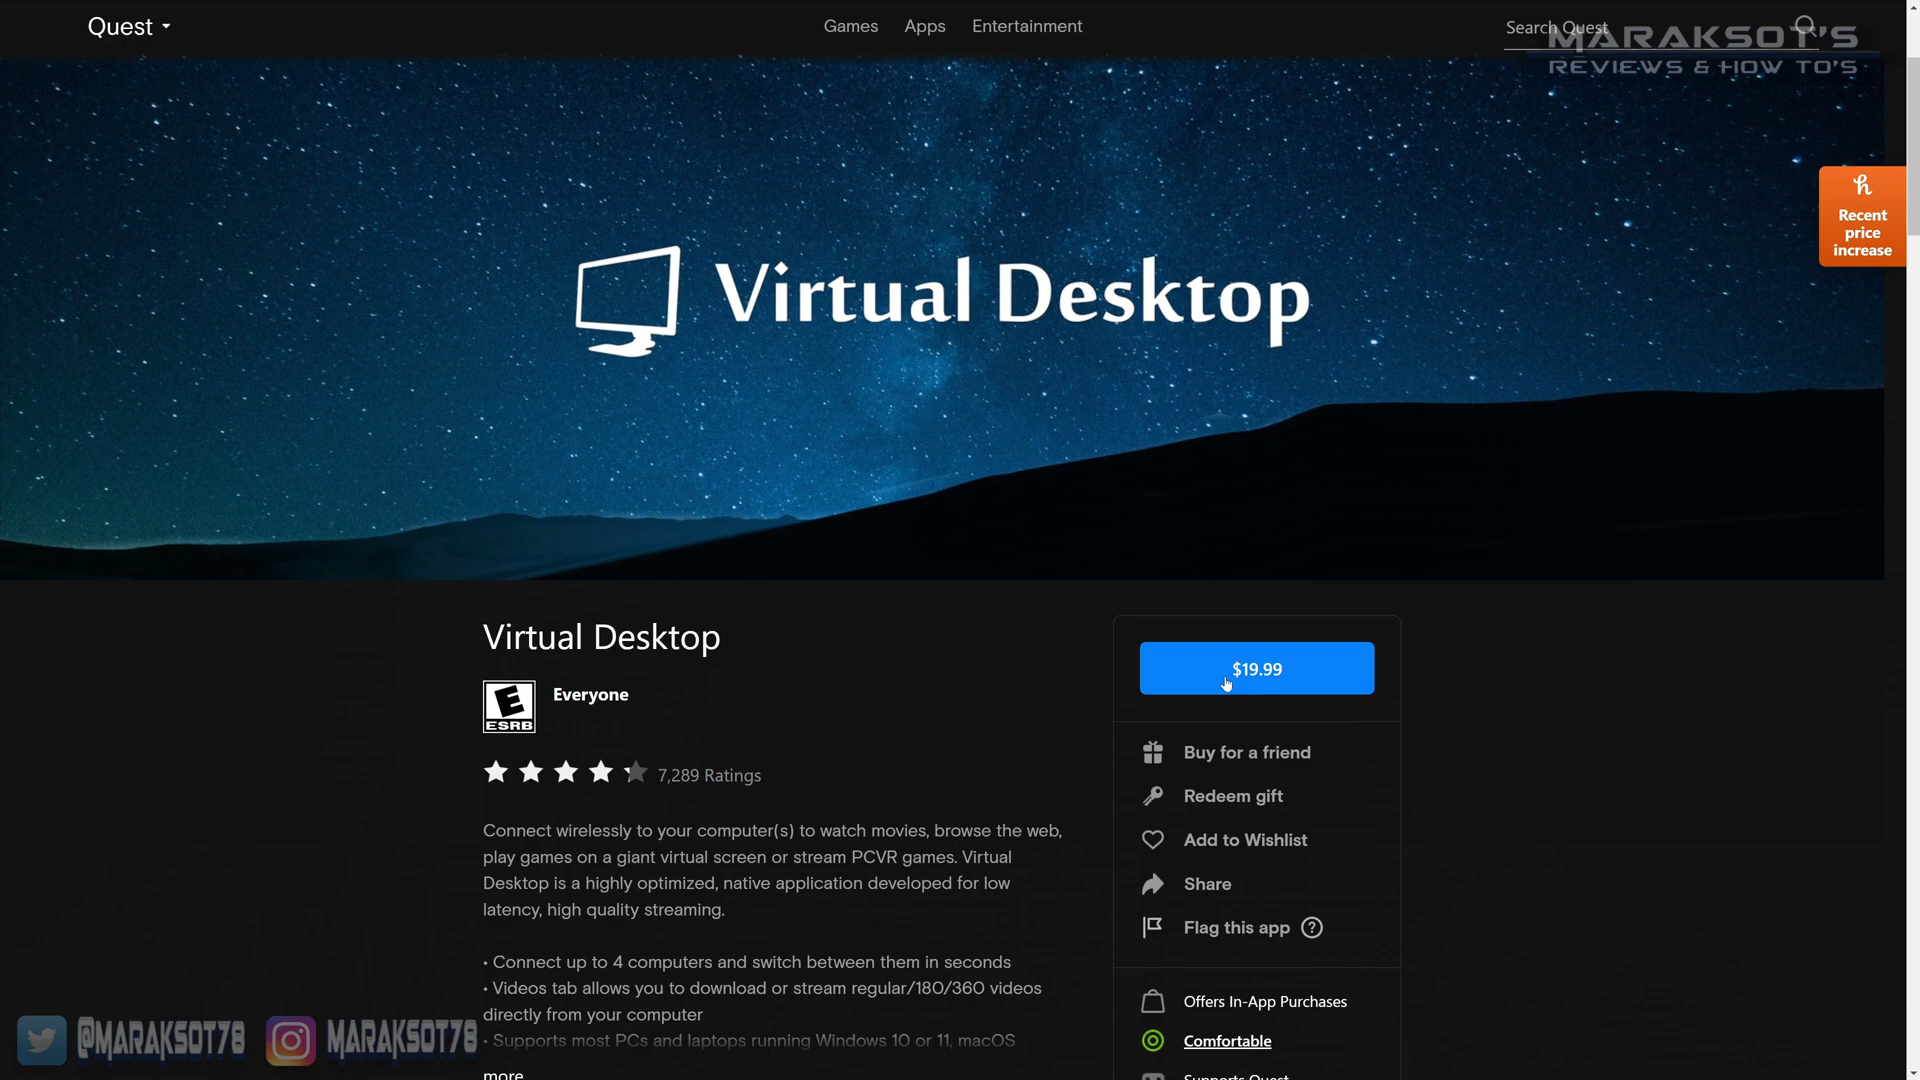 Quest
Games
Apps
Entertainment
Search Quest
MARAKSOT'S
REVIEWS & HOW TO'S
Recent
price
increase
Virtual Desktop
Virtual Desktop
E
ESRB
Everyone
7,289 Ratings
Connect wirelessly to your computer(s) to watch movies, browse the web,
play games on a giant virtual screen or stream PCVR games. Virtual
Desktop is a highly optimized, native application developed for low
latency, high quality streaming.
• Connect up to 4 computers and switch between them in seconds
• Videos tab allows you to download or stream regular/180/360 videos
directly from your computer
• Supports most PCs and laptops running Windows 10 or 11, macOS
more
$19.99
Buy for a friend
Redeem gift
Add to Wishlist
Share
Flag this app ?
Offers In-App Purchases
Comfortable
Supports Quest
@MARAKSOT78
MARAKSOT78